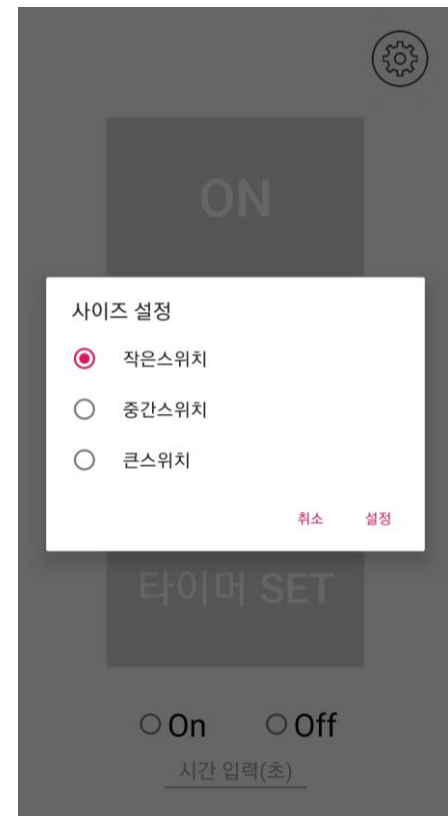 ON
사이즈 설정
작은스위치
중간스위치
큰스위치
취소 설정
타이머 SET
On Off
시간 입력(초)